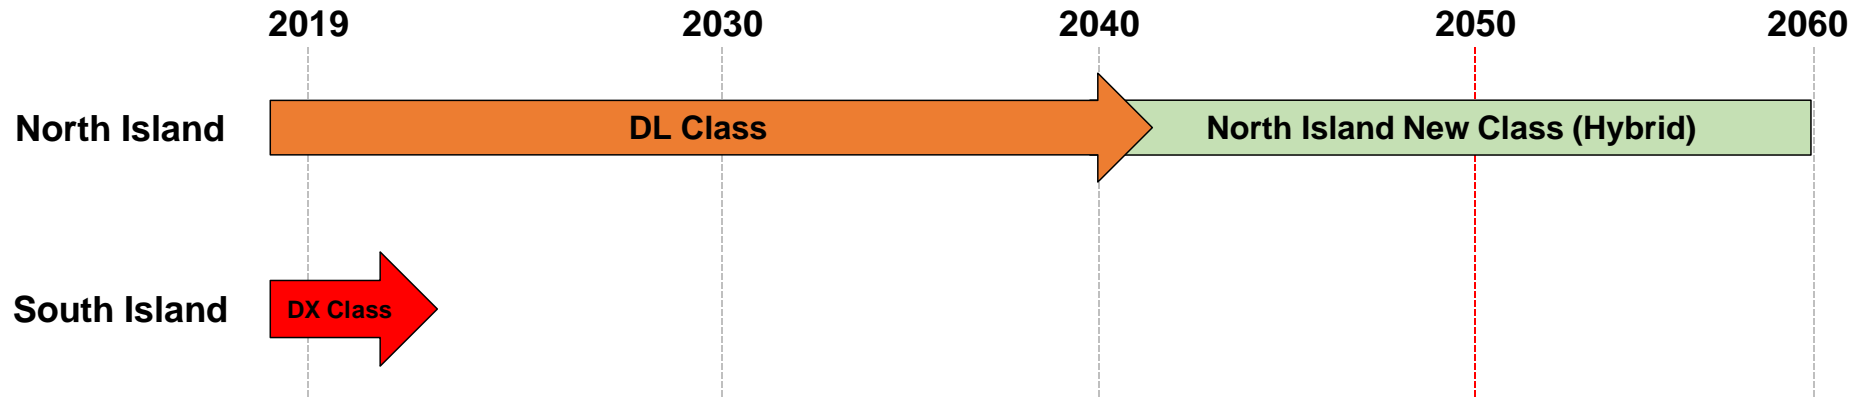 2019 2030 2040 2050 2060
North Island DL Class North Island New Class (Hybrid)
South Island DX Class